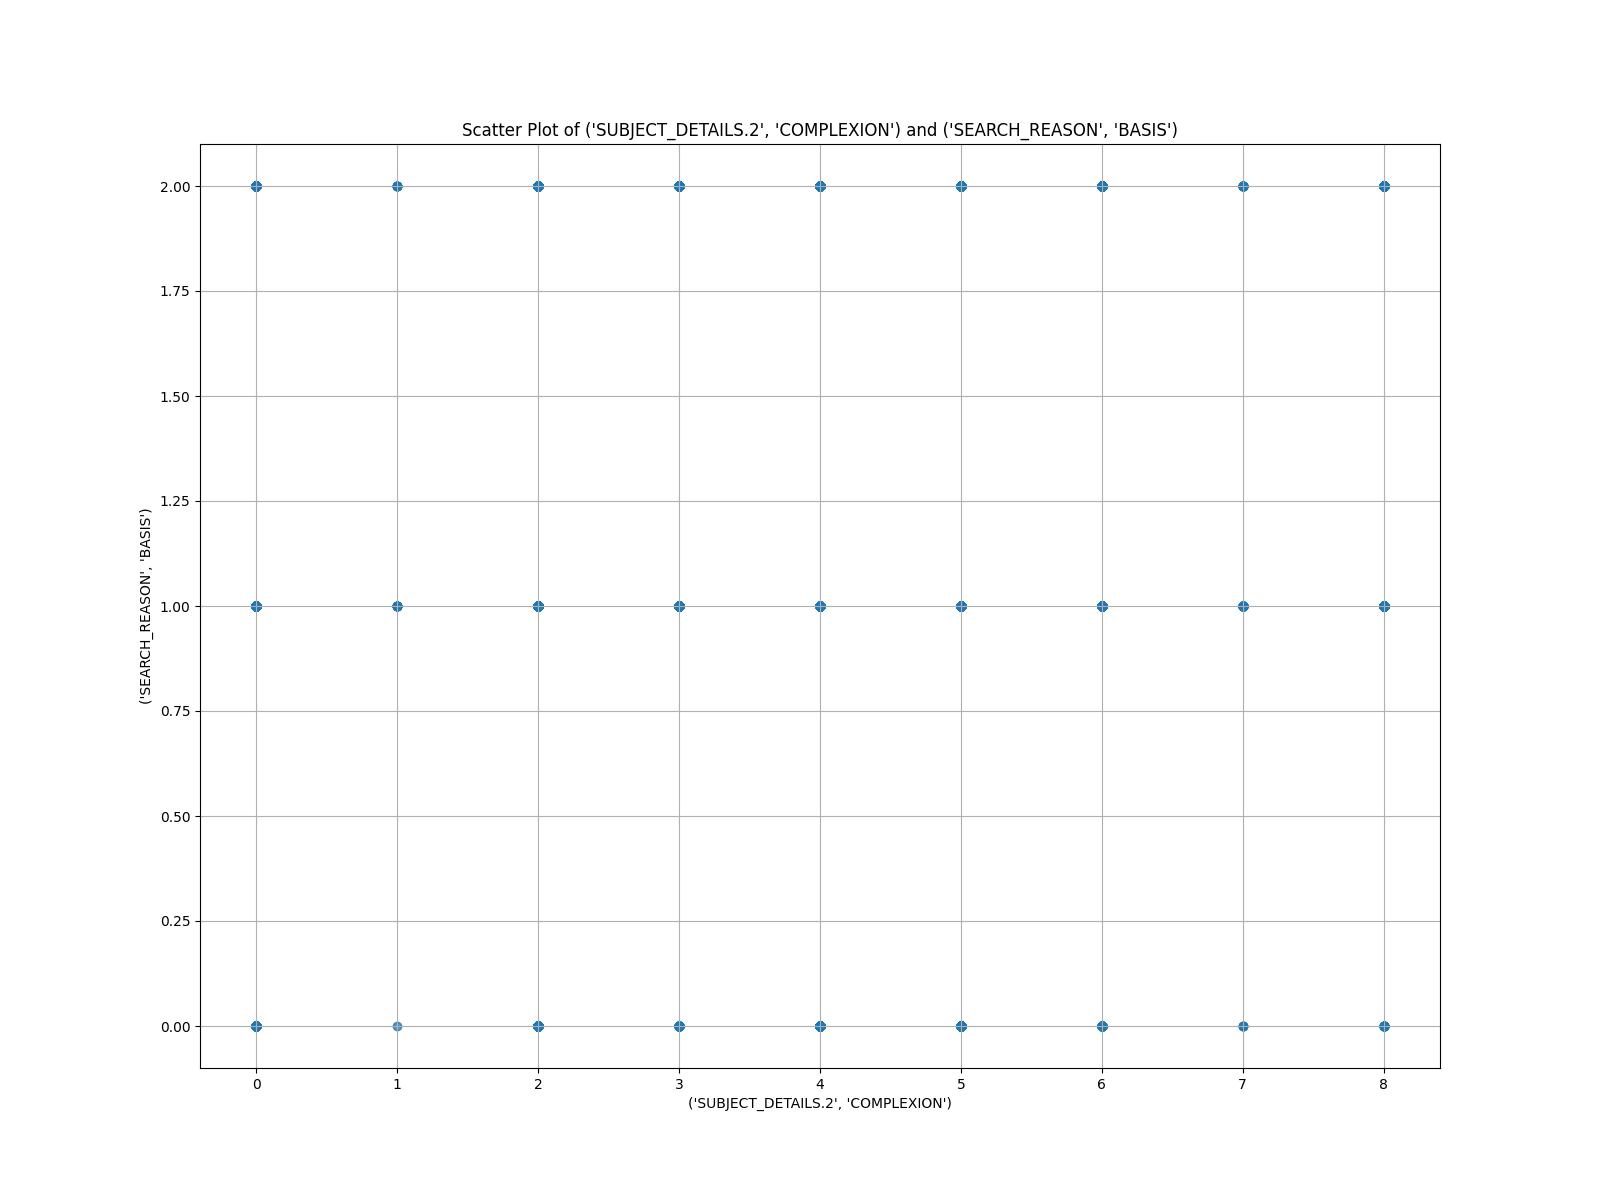 Scatter Plot of ('SUBJECT_DETAILS.2', 'COMPLEXION') and ('SEARCH_REASON', 'BASIS')
2.00
1.75
1.50
1.25
1.00
0.75
0.50
0.25
0.00
('SEARCH_REASON', 'BASIS')
0 1 2 3 4 5 6 7 8
('SUBJECT_DETAILS.2', 'COMPLEXION')